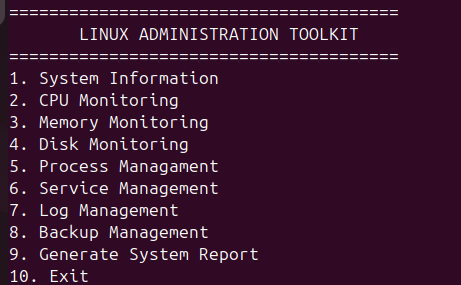 =======================================
LINUX ADMINISTRATION TOOLKIT
=======================================
1. System Information
2. CPU Monitoring
3. Memory Monitoring
4. Disk Monitoring
5. Process Managament
6. Service Management
7. Log Management
8. Backup Management
9. Generate System Report
10. Exit